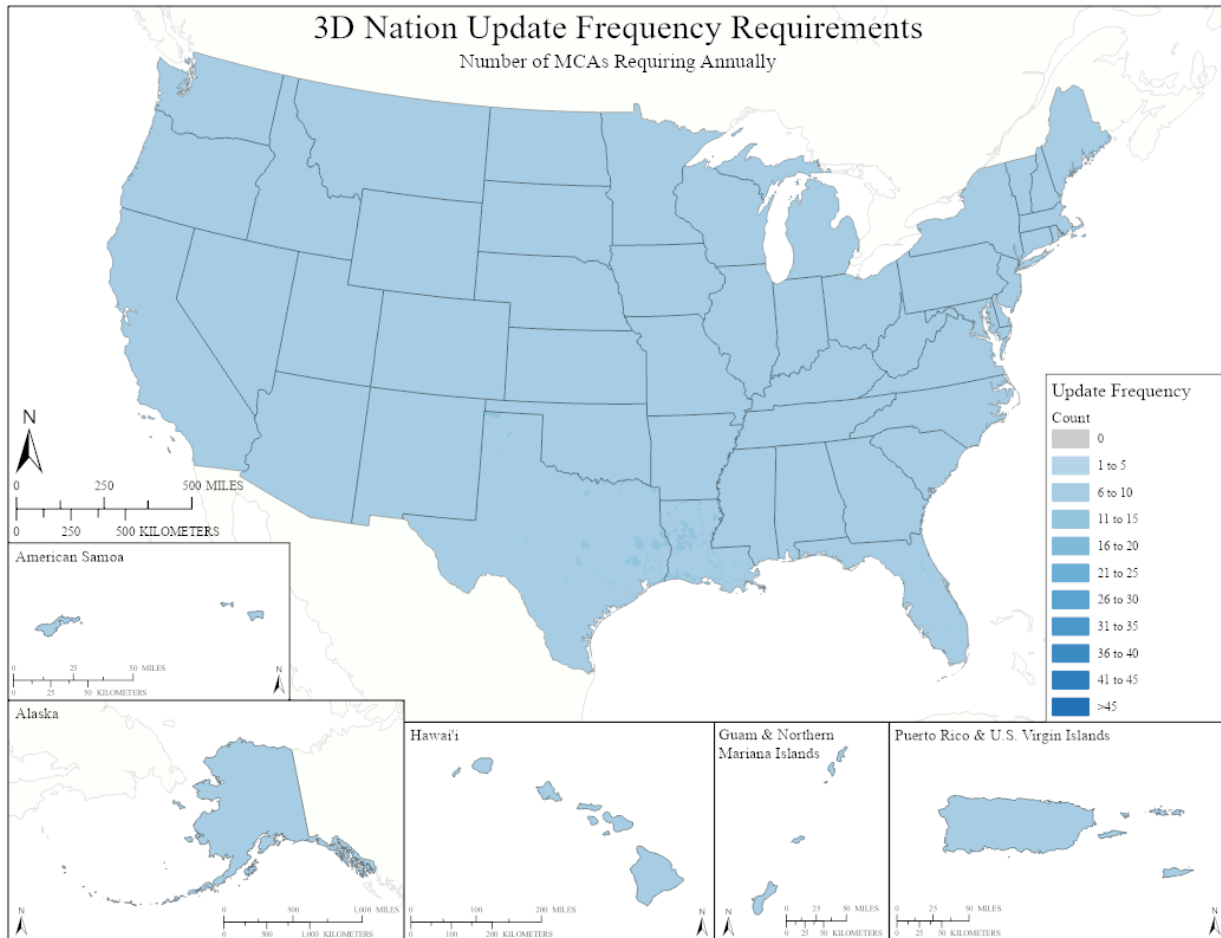 3D Nation Update Frequency Requirements
Number of MCAs Requiring Annually
N
0 250 500 MILES
0 250 500 KILOMETERS
Update Frequency
Count
0
1 to 5
6 to 10
11 to 15
16 to 20
21 to 25
26 to 30
31 to 35
36 to 40
41 to 45
>45
American Samoa
0 25 50 MILES
0 25 50 KILOMETERS
N
Alaska
N
0 500 1,000 MILES
0 500 1,000 KILOMETERS
Hawai'i
0 100 200 MILES
0 100 200 KILOMETERS
N
Guam & Northern
Mariana Islands
0 25 50 MILES
0 25 50 KILOMETERS
N
Puerto Rico & U.S. Virgin Islands
0 25 50 MILES
0 25 50 KILOMETERS
N